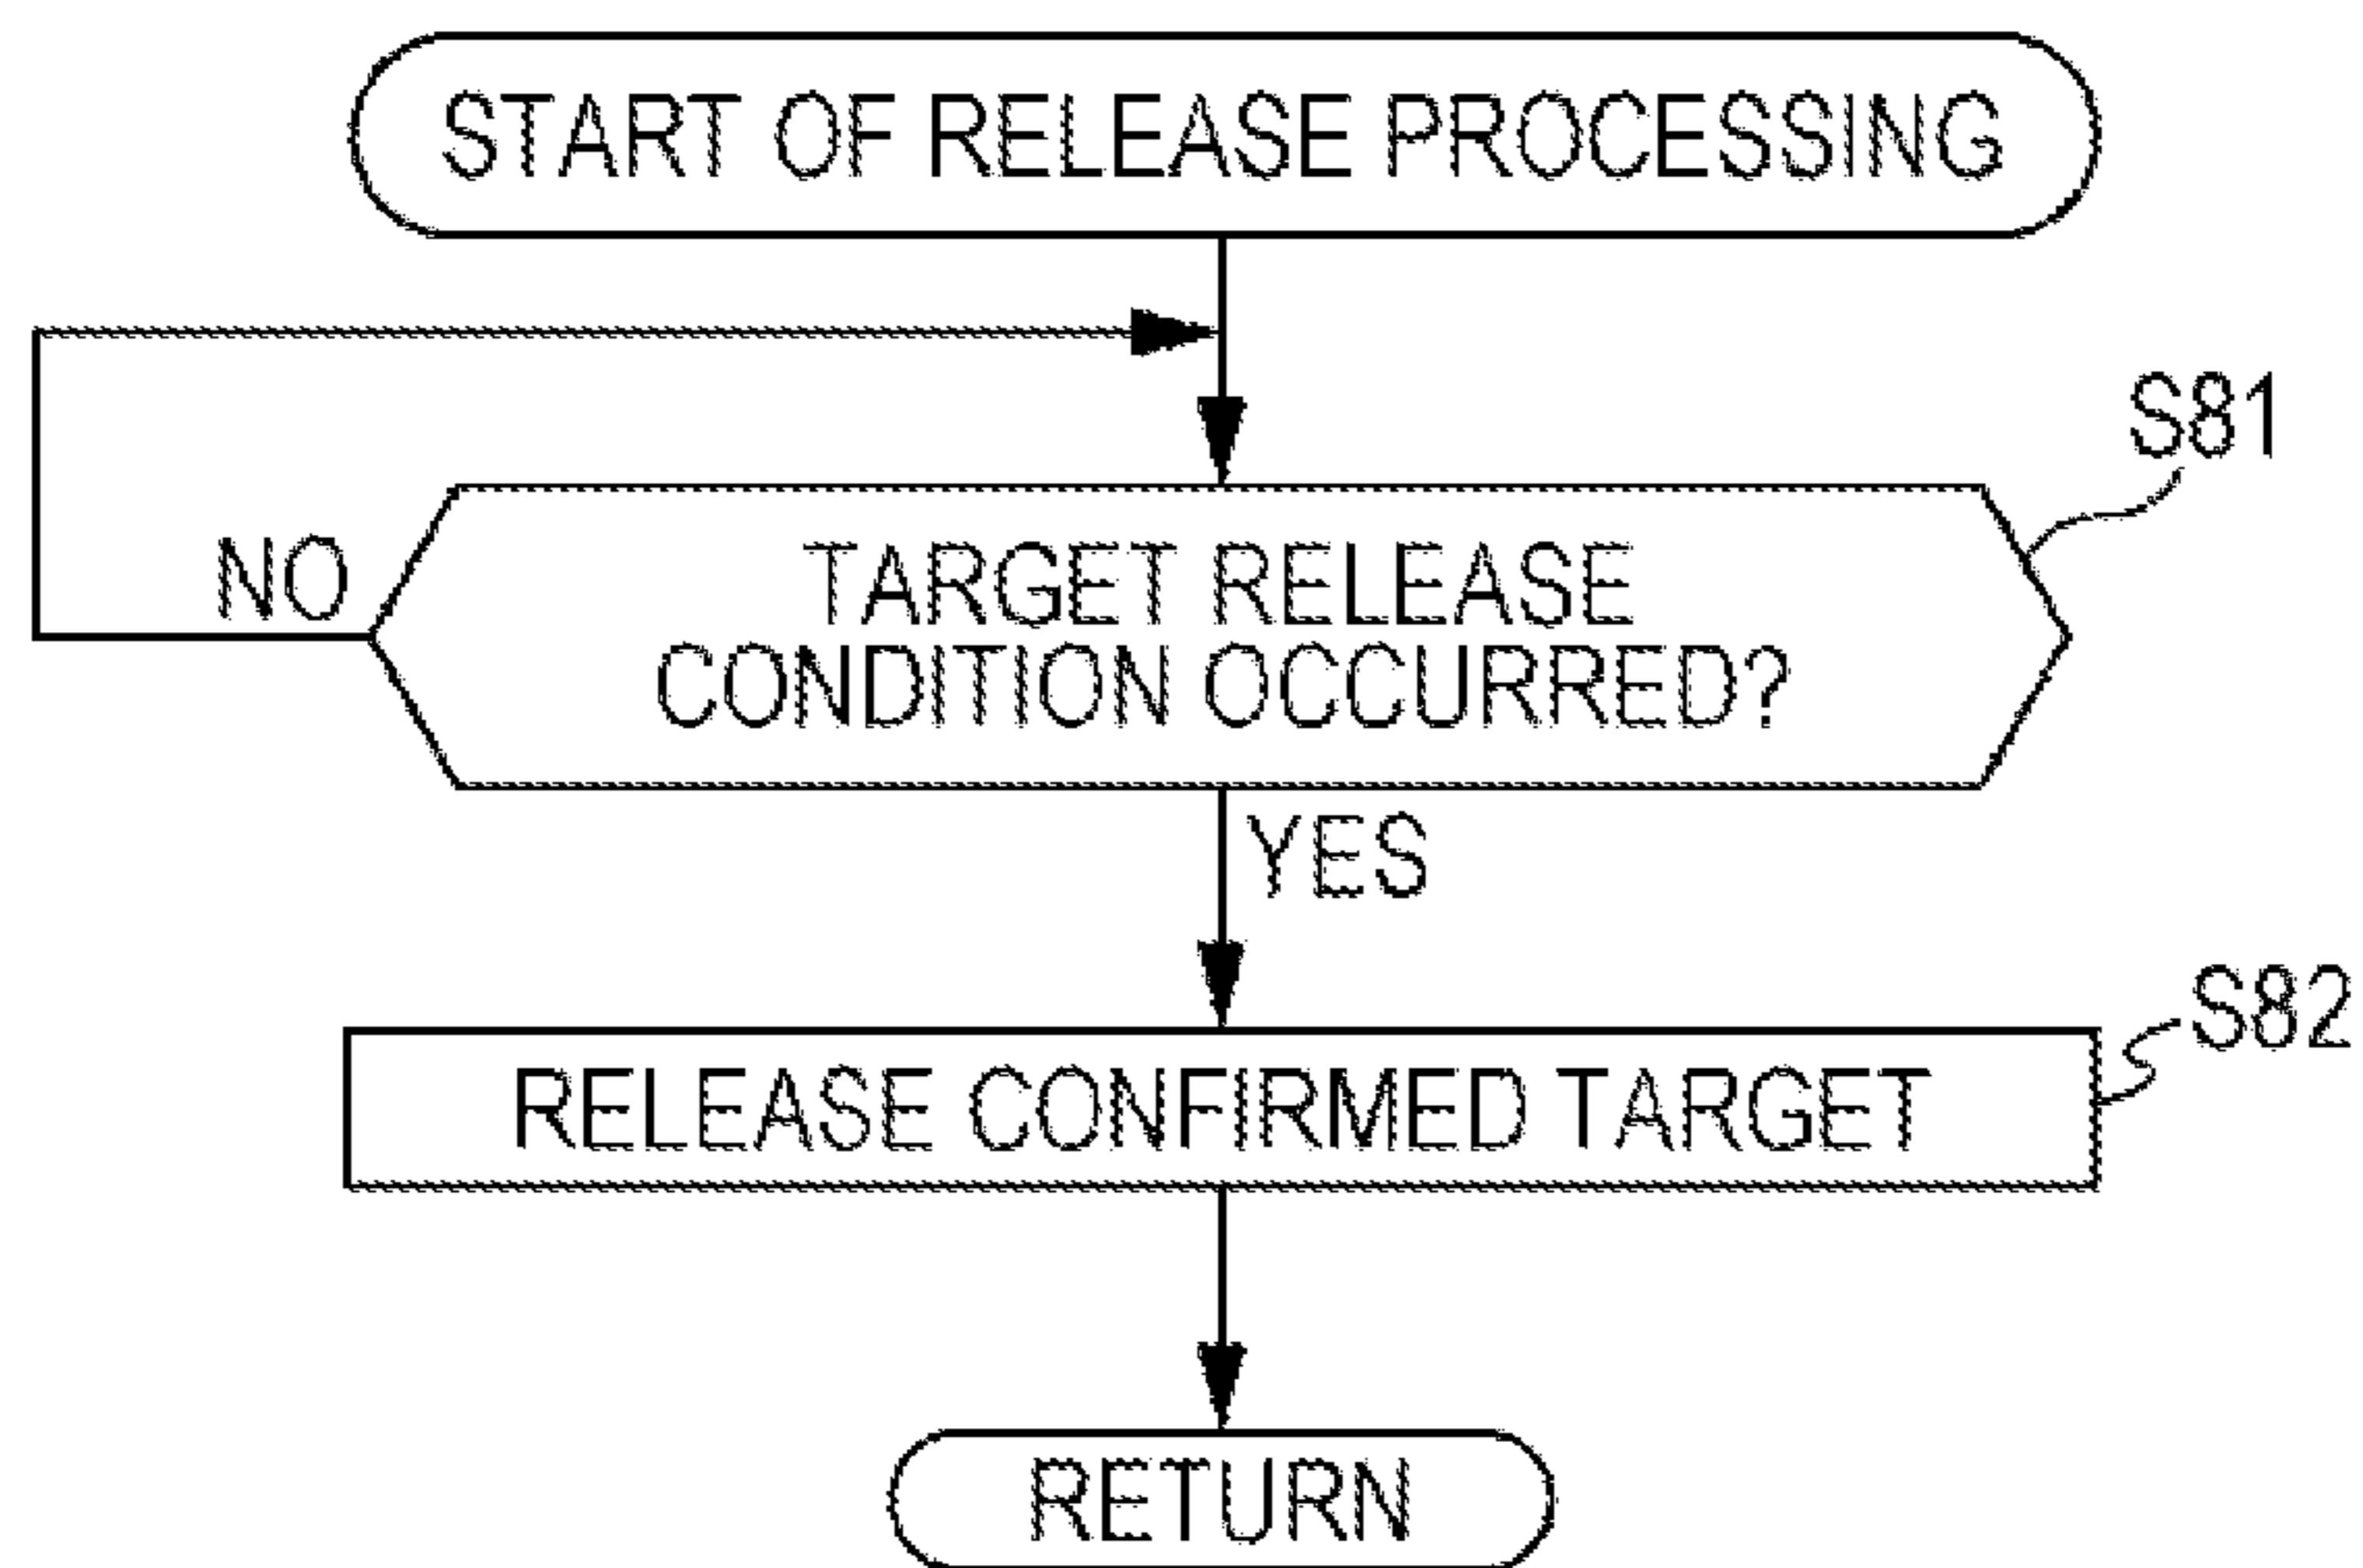 START OF RELEASE PROCESSING
S81
NO
TARGET RELEASE
CONDITION OCCURRED?
YES
S82
RELEASE CONFIRMED TARGET
RETURN